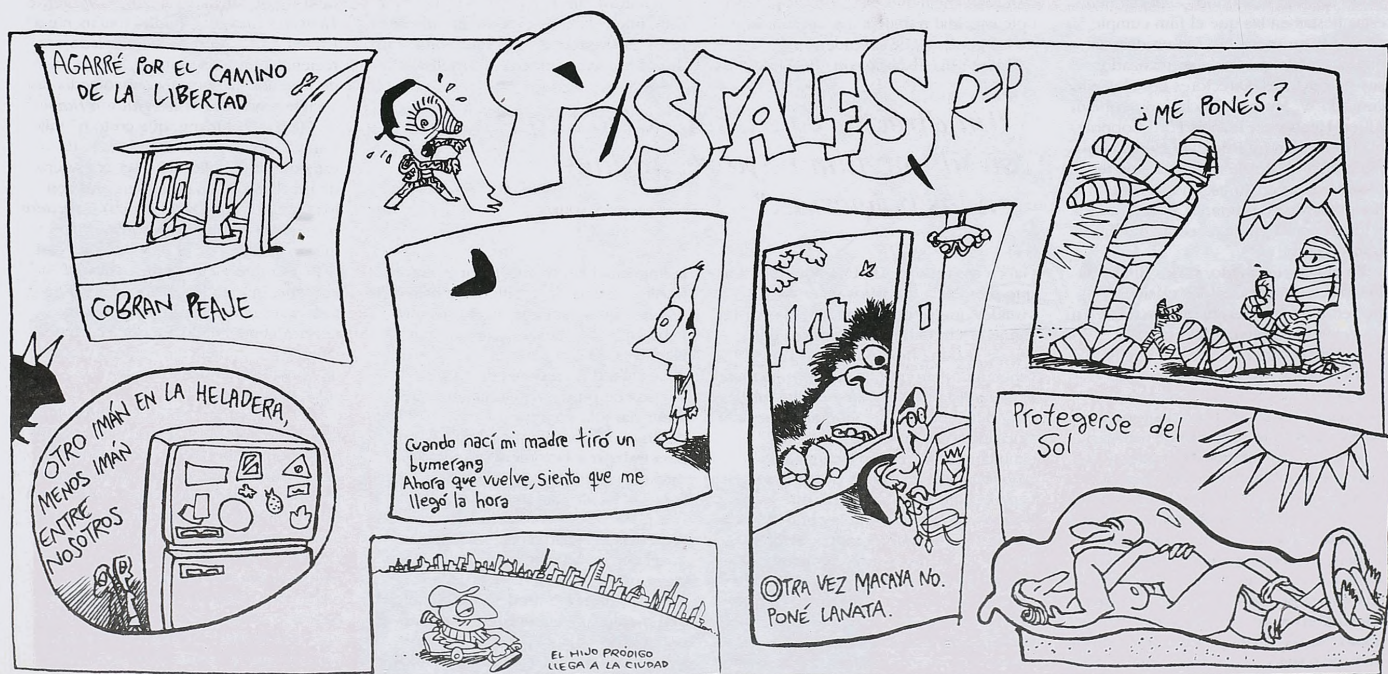 POSTALES REP
AGARRÉ POR EL CAMINO
DE LA LIBERTAD
COBRAN PEAJE
OTRO IMÁN EN LA HELADERA,
MENOS IMÁN
ENTRE
NOSOTROS
Cuando nací mi madre tiró un
bumerang
Ahora que vuelve, siento que me
llegó la hora
EL HIJO PRÓDIGO
LLEGA A LA CIUDAD
OTRA VEZ MACAYA NO.
PONÉ LANATA.
¿ME PONÉS?
Protegerse del
Sol